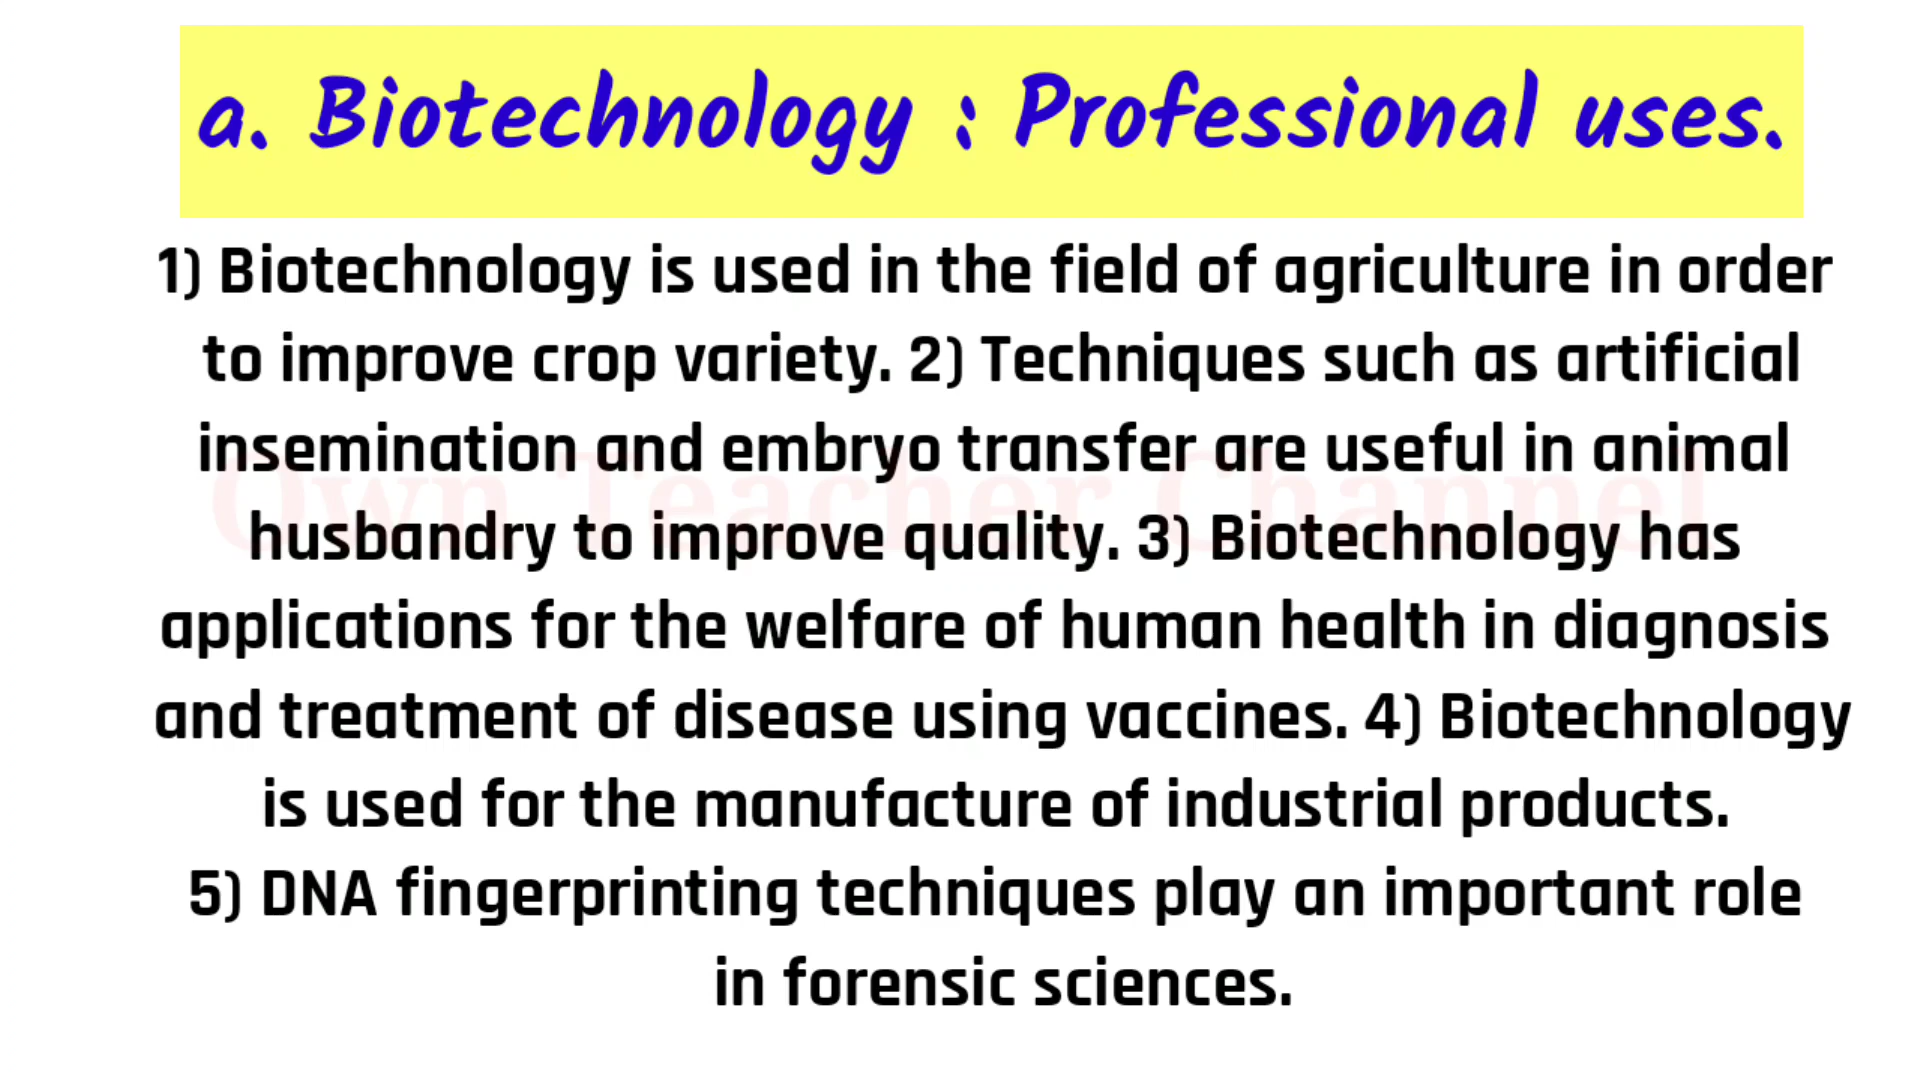 a. Biotechnology : Professional uses.
1) Biotechnology is used in the field of agriculture in order
to improve crop variety. 2) Techniques such as artificial
insemination and embryo transfer are useful in animal
Own Teacher Channel
husbandry to improve quality. 3) Biotechnology has
applications for the welfare of human health in diagnosis
and treatment of disease using vaccines. 4) Biotechnology
is used for the manufacture of industrial products.
5) DNA fingerprinting techniques play an important role
in forensic sciences.